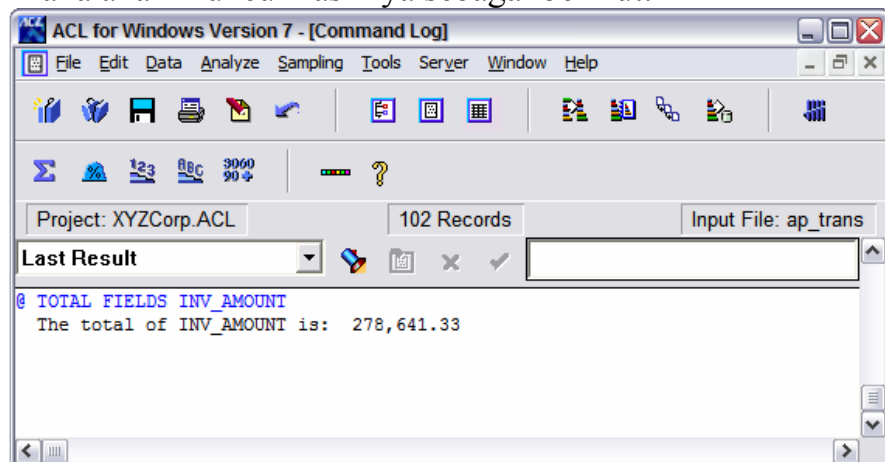 ACL for Windows Version 7 - [Command Log]
File Edit Data Analyze Sampling Tools Server Window Help
Project: XYZCorp.ACL 102 Records Input File: ap_trans
Last Result
@ TOTAL FIELDS INV_AMOUNT
The total of INV_AMOUNT is: 278,641.33